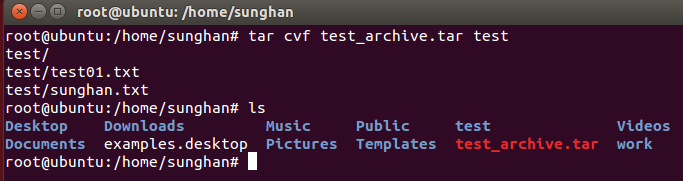 root@ubuntu: /home/sunghan
root@ubuntu:/home/sunghan# tar cvf test_archive.tar test
test/
test/test01.txt
test/sunghan.txt
root@ubuntu:/home/sunghan# ls
Desktop    Downloads         Music     Public     test              Videos
Documents  examples.desktop  Pictures  Templates  test_archive.tar  work
root@ubuntu:/home/sunghan#